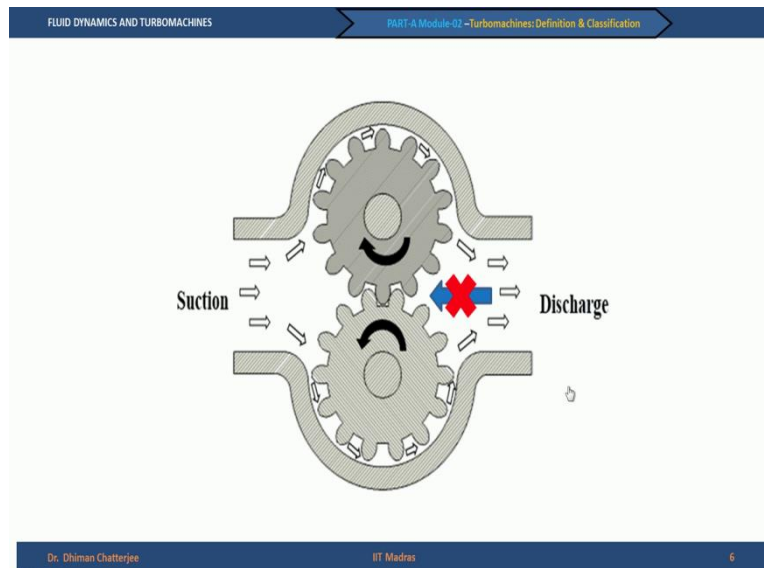 FLUID DYNAMICS AND TURBOMACHINES
PART-A Module-02 –Turbomachines: Definition & Classification
Suction
Discharge
Dr. Dhiman Chatterjee
IIT Madras
6